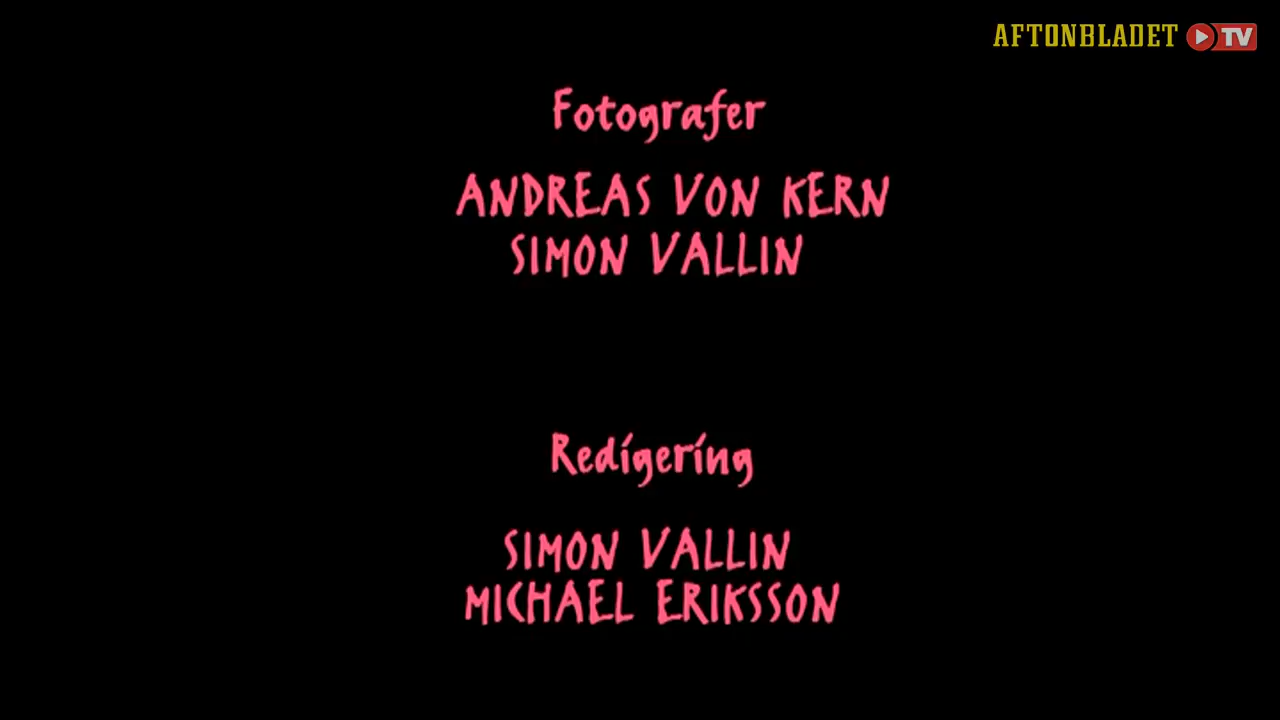 AFTONBLADET TV
Fotografer
ANDREAS VON KERN
SIMON VALLIN
Redigering
SIMON VALLIN
MICHAEL ERIKSSON